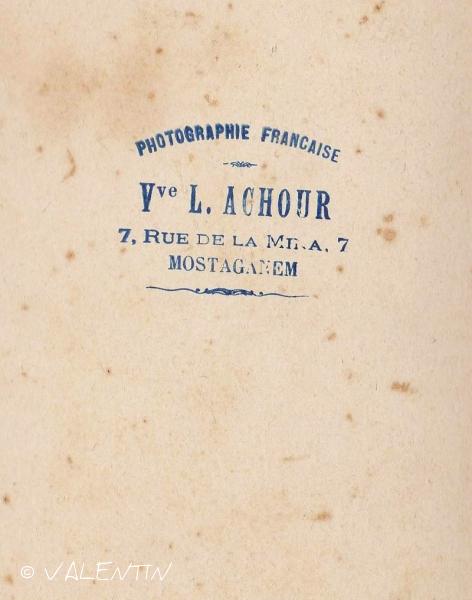 PHOTOGRAPHIE FRANCAISE
Vve L. ACHOUR
7, RUE DE LA 7
MOSTAGANEM
© VALENTIN